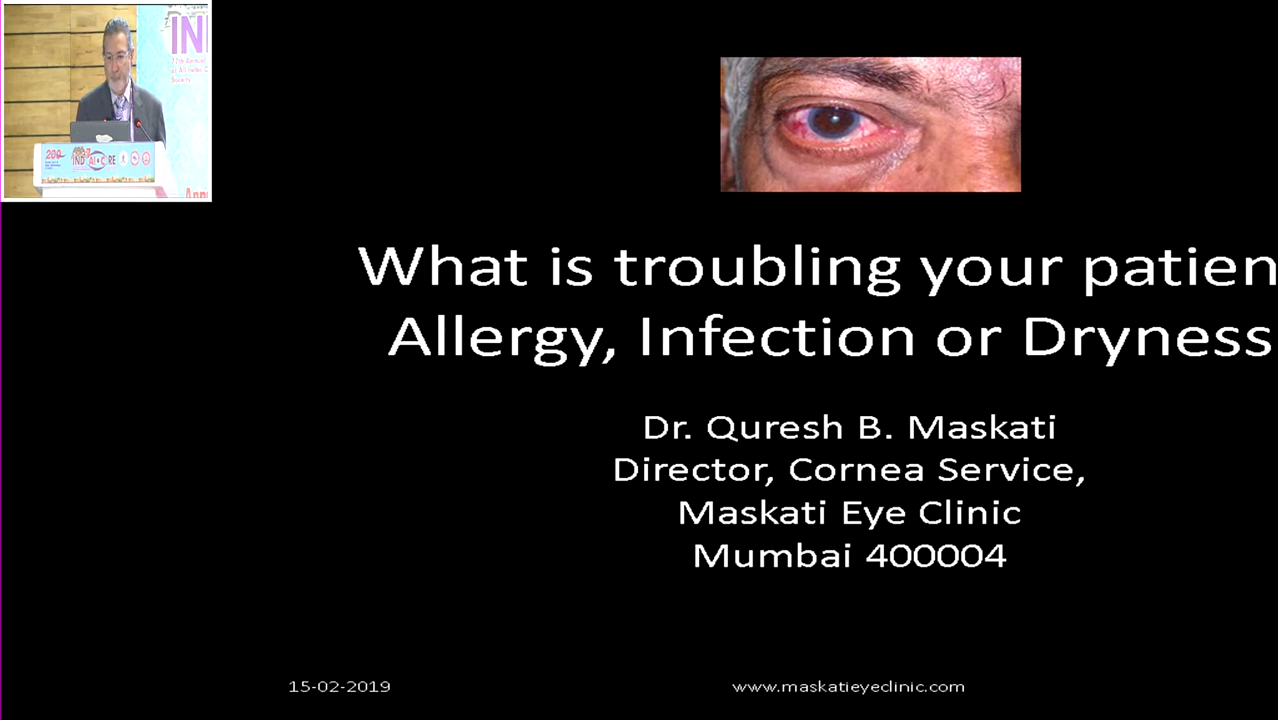 IN
What is troubling your patien
Allergy, Infection or Dryness
Dr. Quresh B. Maskati
Director, Cornea Service,
Maskati Eye Clinic
Mumbai 400004
15-02-2019
www.maskatieyeclinic.com